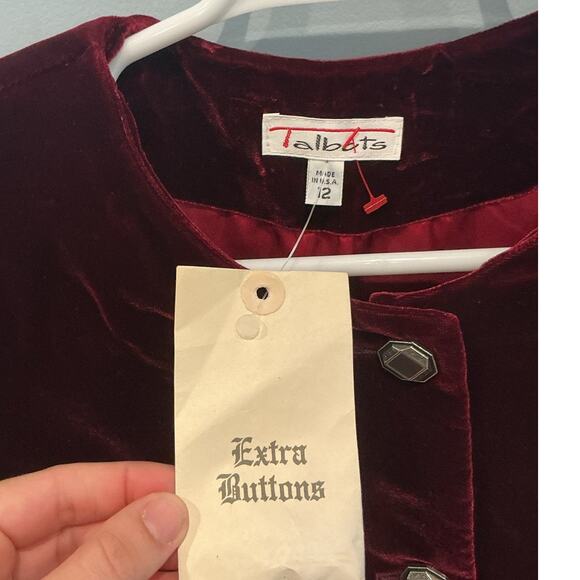 Talbots
MADE
IN U.S.A.
12
Extra
Buttons